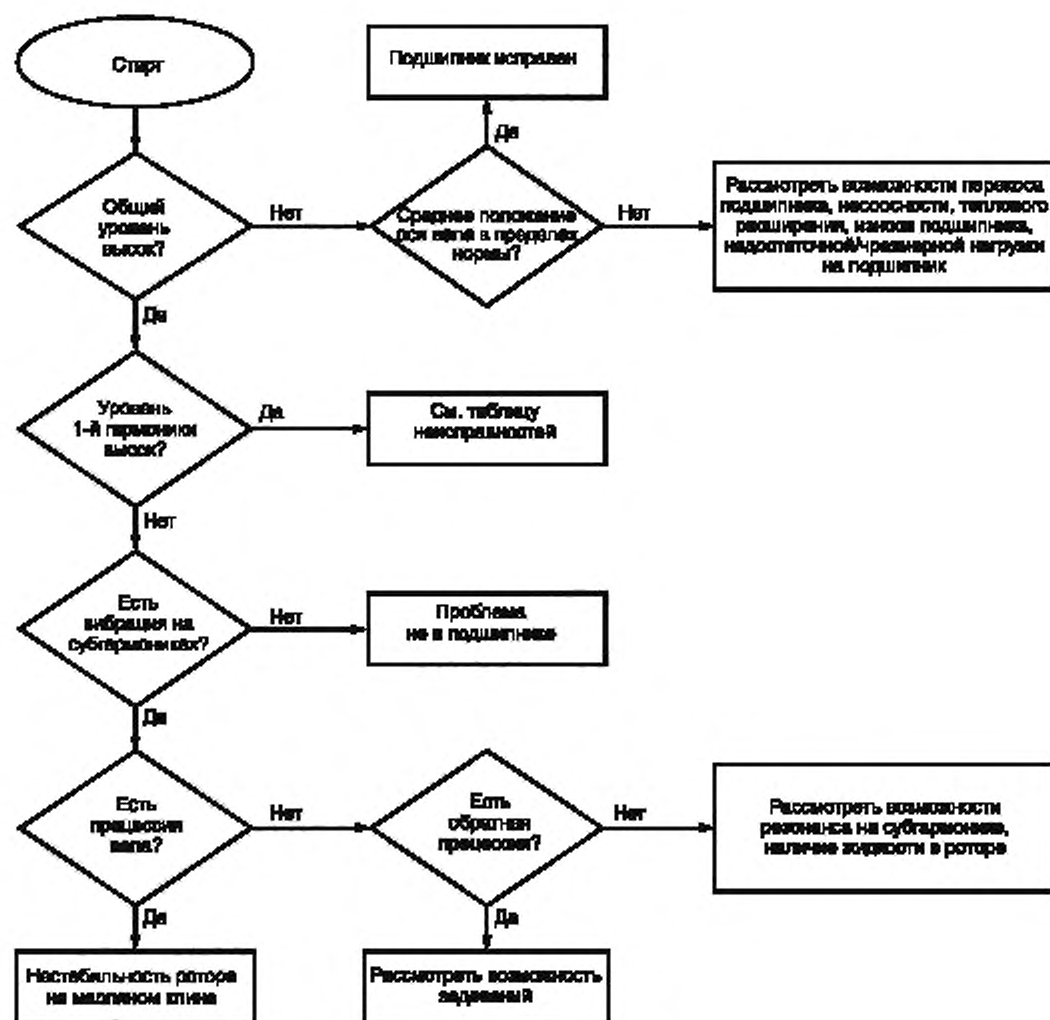 Старт
Подшипник исправен
Да
Общий
уровень
высок?
Нет
Среднее положение
оси вала в пределах
нормы?
Нет
Рассмотреть возможности перекоса
подшипника, несоосности, теплового
расширения, износа подшипника,
недостаточной/чрезмерной нагрузки
на подшипник
Да
Уровень
1-й гармоники
высок?
Да
См. таблицу
неисправностей
Нет
Есть
вибрация на
субгармониках?
Нет
Проблема
не в подшипнике
Да
Есть
прецессия
вала?
Нет
Есть
обратная
прецессия?
Нет
Рассмотреть возможности
резонанса на субгармонике,
наличие жидкости в роторе
Да
Да
Нестабильность ротора
на масляном клине
Рассмотреть возможность
задеваний